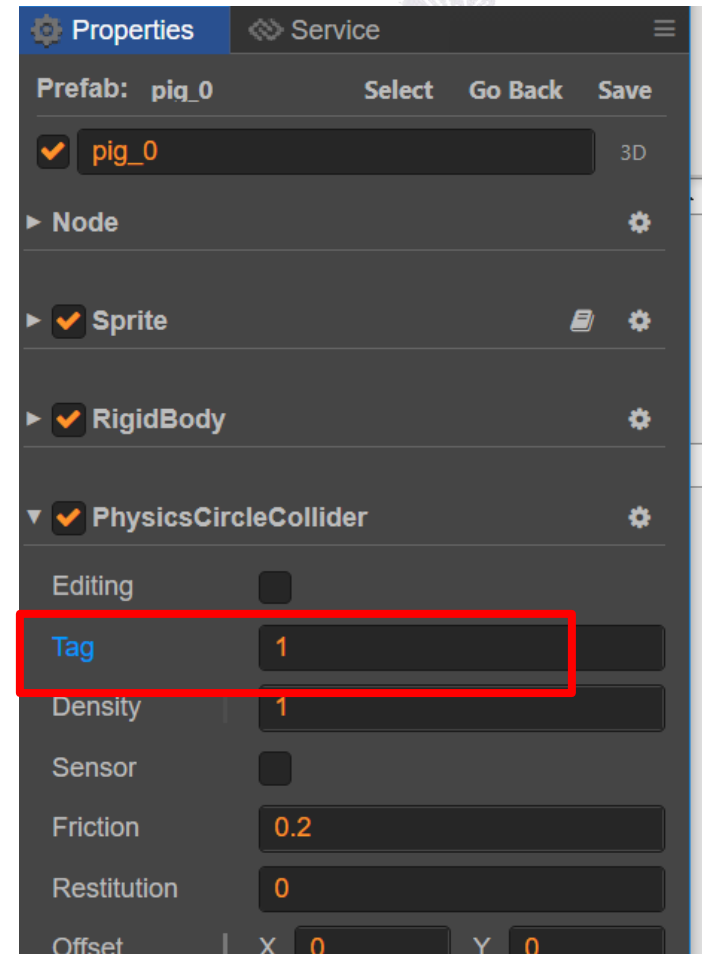 Properties Service
Prefab: pig_0 Select Go Back Save
pig_0 3D
Node
Sprite
RigidBody
PhysicsCircleCollider
Editing
Tag 1
Density 1
Sensor
Friction 0.2
Restitution 0
Offset X 0 Y 0